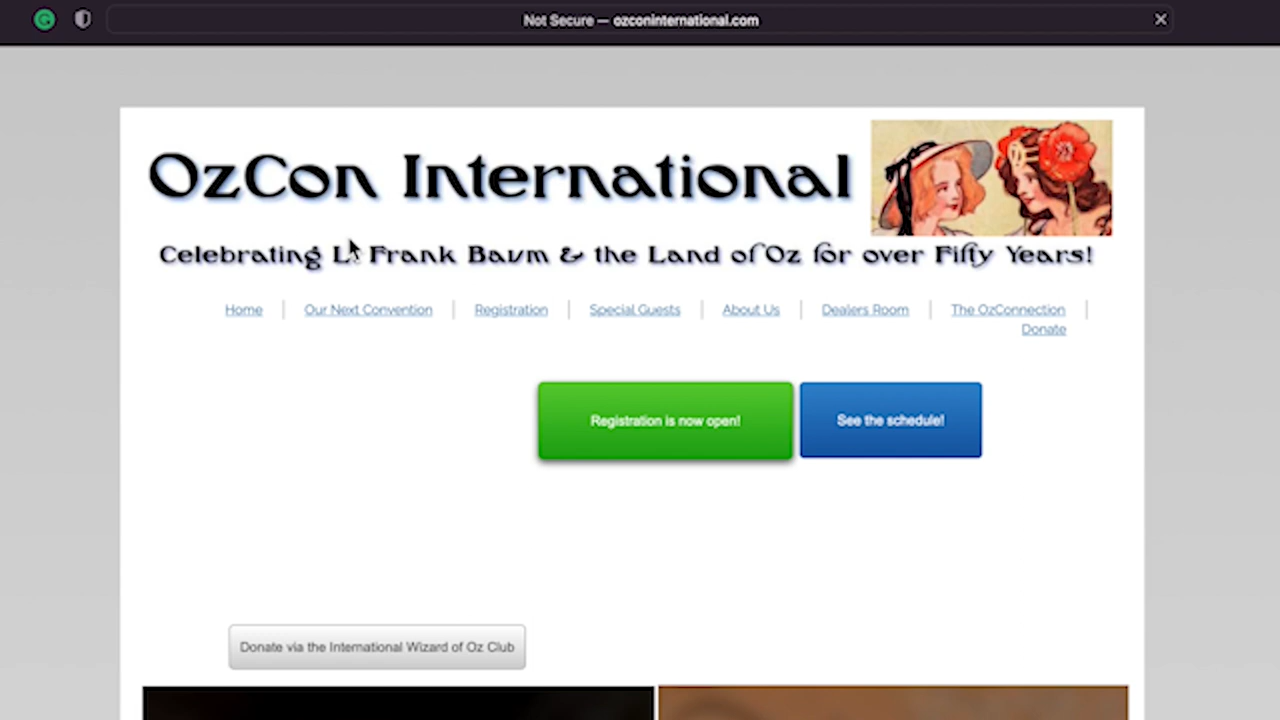 Not Secure — ozconinternational.com
OzCon International
Celebrating L. Frank Baum & the Land of Oz for over Fifty Years!
Home | Our Next Convention | Registration | Special Guests | About Us | Dealers Room | The OzConnection |
Donate
Registration is now open! See the schedule!
Donate via the International Wizard of Oz Club